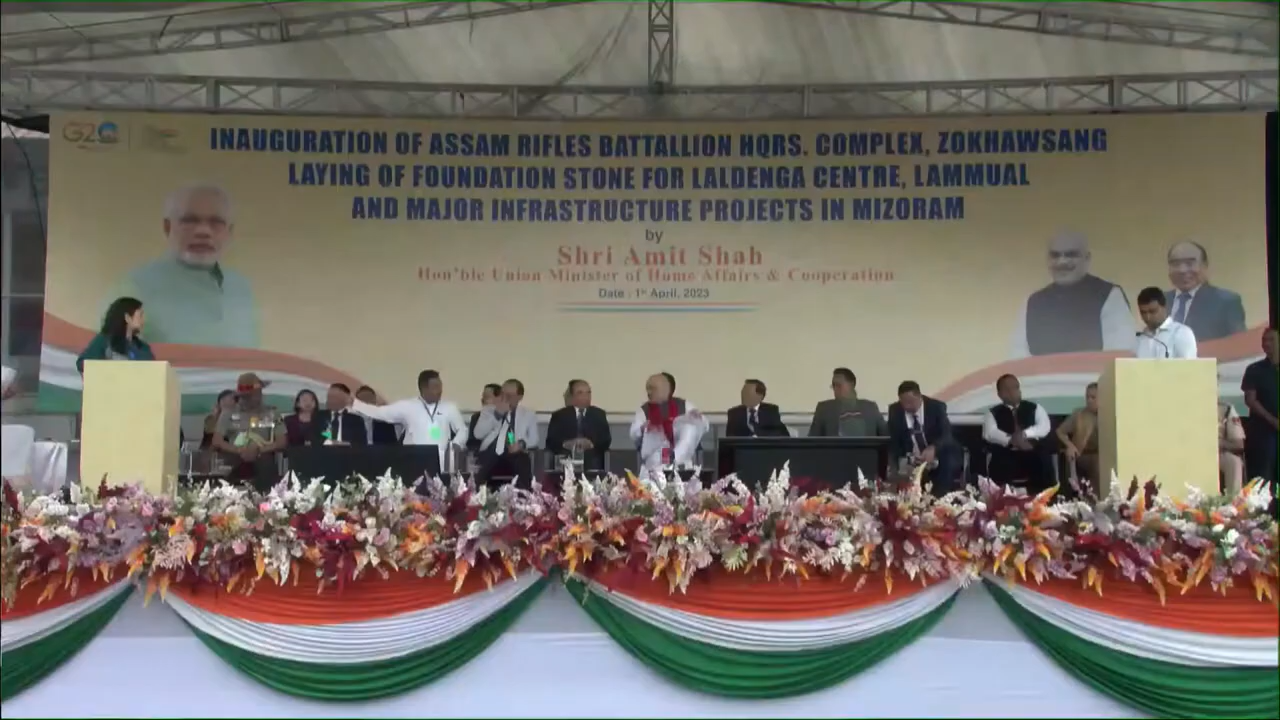 G20
INAUGURATION OF ASSAM RIFLES BATTALLION HQRS. COMPLEX, ZOKHAWSANG
LAYING OF FOUNDATION STONE FOR LALDENGA CENTRE, LAMMUAL
AND MAJOR INFRASTRUCTURE PROJECTS IN MIZORAM
by
Shri Amit Shah
Hon'ble Union Minister of Home Affairs & Cooperation
Date : 1st April, 2023